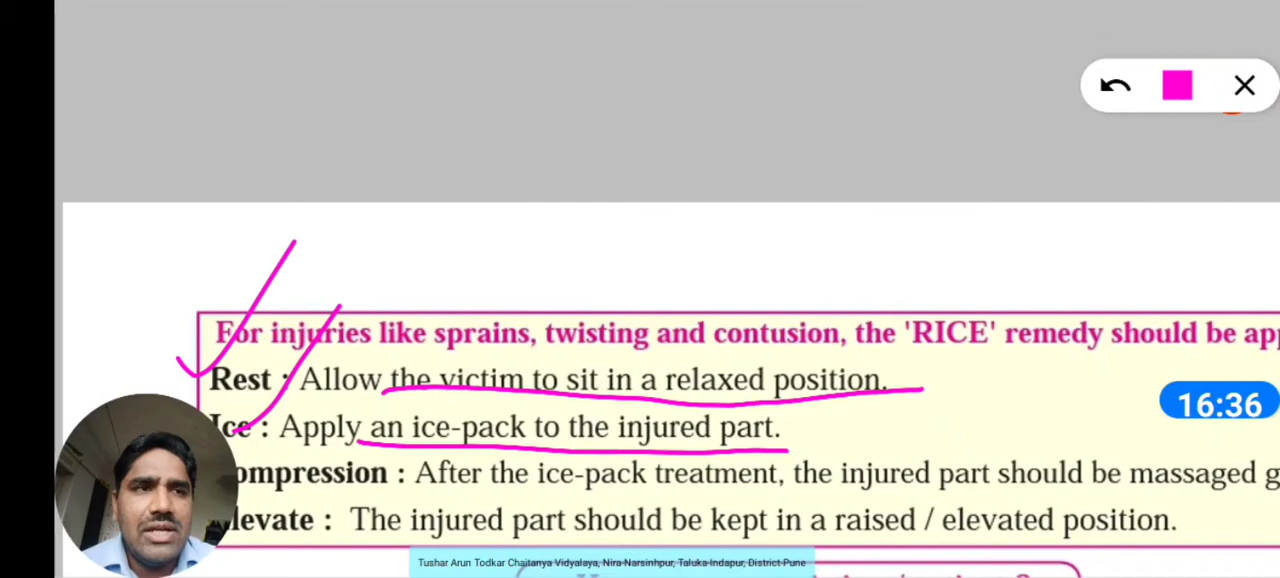 For injuries like sprains, twisting and contusion, the 'RICE' remedy should be
Rest : Allow the victim to sit in a relaxed position.
16:36
Ice : Apply an ice-pack to the injured part.
ompression : After the ice-pack treatment, the injured part should be massaged
levate : The injured part should be kept in a raised / elevated position.
Tushar Arun Todkar Chaitanya Vidyalaya, Nira-Narsinhpur, Taluka-Indapur, District-Pune